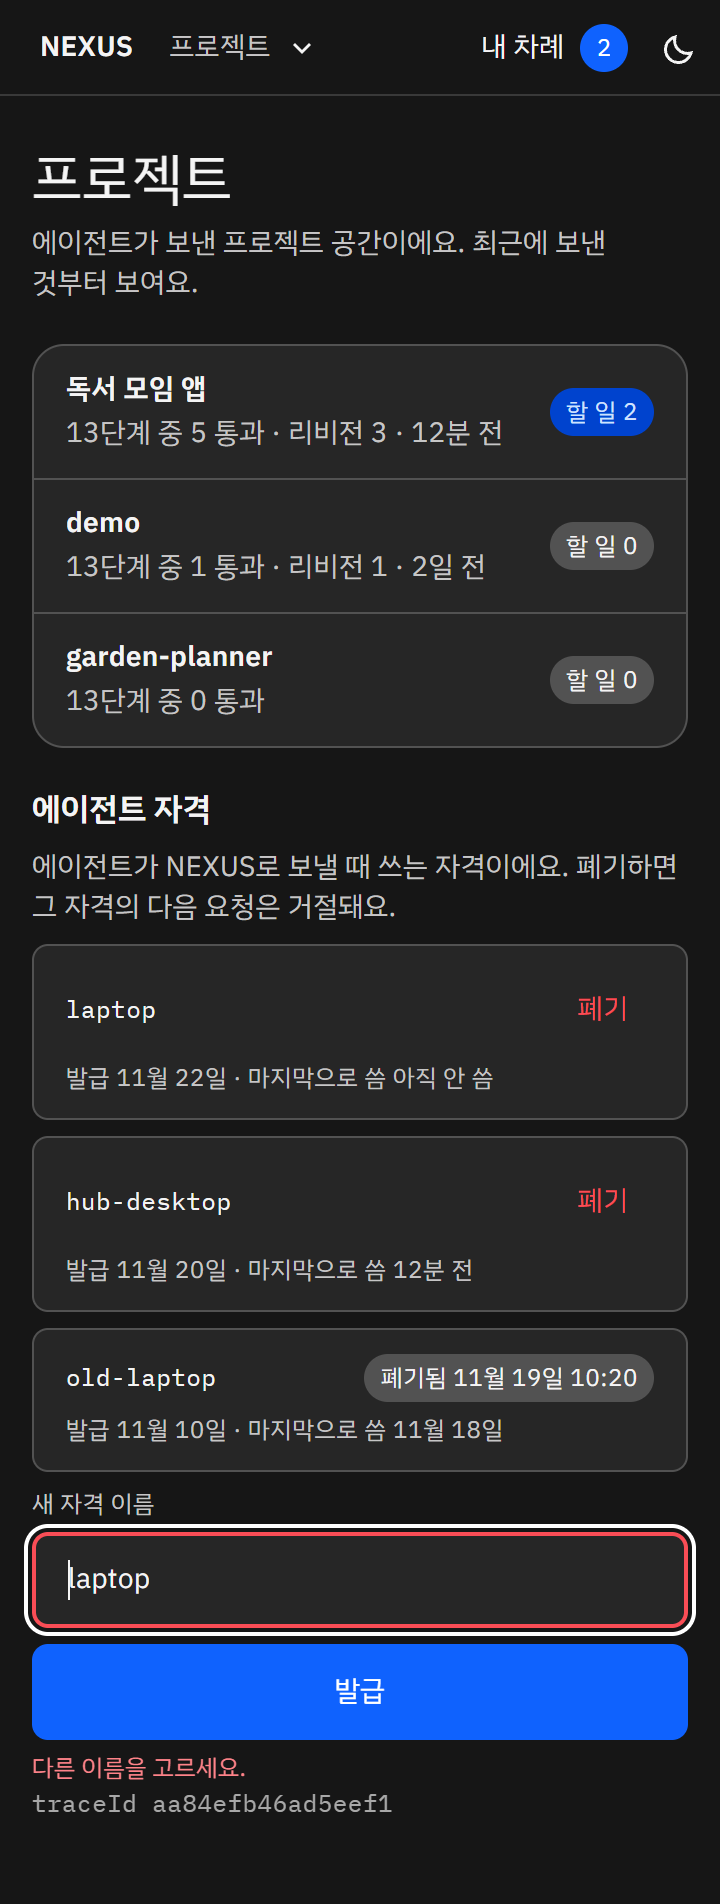 NEXUS 프로젝트 내 차례 2
프로젝트
에이전트가 보낸 프로젝트 공간이에요. 최근에 보낸
것부터 보여요.
독서 모임 앱
할 일 2
13단계 중 5 통과 · 리비전 3 · 12분 전
demo
할 일 0
13단계 중 1 통과 · 리비전 1 · 2일 전
garden-planner
할 일 0
13단계 중 0 통과
에이전트 자격
에이전트가 NEXUS로 보낼 때 쓰는 자격이에요. 폐기하면
그 자격의 다음 요청은 거절돼요.
laptop 폐기
발급 11월 22일 · 마지막으로 씀 아직 안 씀
hub-desktop 폐기
발급 11월 20일 · 마지막으로 씀 12분 전
old-laptop 폐기됨 11월 19일 10:20
발급 11월 10일 · 마지막으로 씀 11월 18일
새 자격 이름
laptop
발급
다른 이름을 고르세요.
traceId aa84efb46ad5eef1